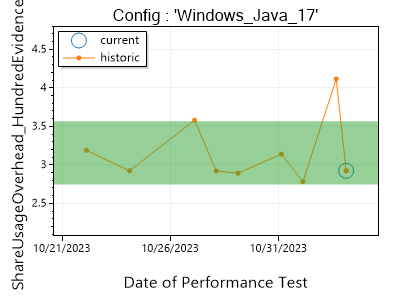 Config : 'Windows_Java_17'
current
historic
ShareUsageOverhead_HundredEvidence
4.5
4
3.5
3
2.5
10/21/2023
10/26/2023
10/31/2023
Date of Performance Test